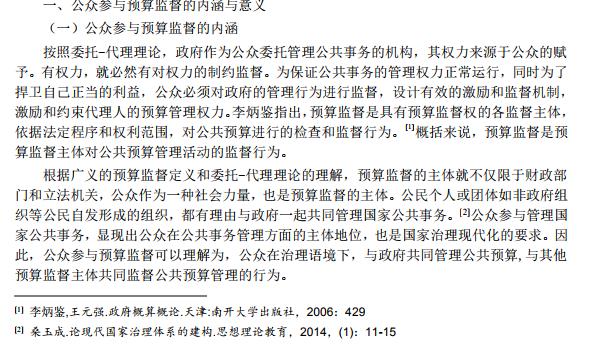 一、公众参与预算监督的内涵与意义
（一）公众参与预算监督的内涵
按照委托-代理理论，政府作为公众委托管理公共事务的机构，其权力来源于公众的赋
予。有权力，就必然有对权力的制约监督。为保证公共事务的管理权力正常运行，同时为了
捍卫自己正当的利益，公众必须对政府的管理行为进行监督，设计有效的激励和监督机制，
激励和约束代理人的预算管理权力。李炳鉴指出，预算监督是具有预算监督权的各监督主体，
依据法定程序和权利范围，对公共预算进行的检查和监督行为。[1]概括来说，预算监督是预
算监督主体对公共预算管理活动的监督行为。
根据广义的预算监督定义和委托-代理理论的理解，预算监督的主体就不仅限于财政部
门和立法机关，公众作为一种社会力量，也是预算监督的主体。公民个人或团体如非政府组
织等公民自发形成的组织，都有理由与政府一起共同管理国家公共事务。[2]公众参与管理国
家公共事务，显现出公众在公共事务管理方面的主体地位，也是国家治理现代化的要求。因
此，公众参与预算监督可以理解为，公众在治理语境下，与政府共同管理公共预算,与其他
预算监督主体共同监督公共预算管理的行为。
[1] 李炳鉴,王元强.政府概算概论.天津:南开大学出版社，2006：429
[2] 桑玉成.论现代国家治理体系的建构.思想理论教育，2014，(1)：11-15